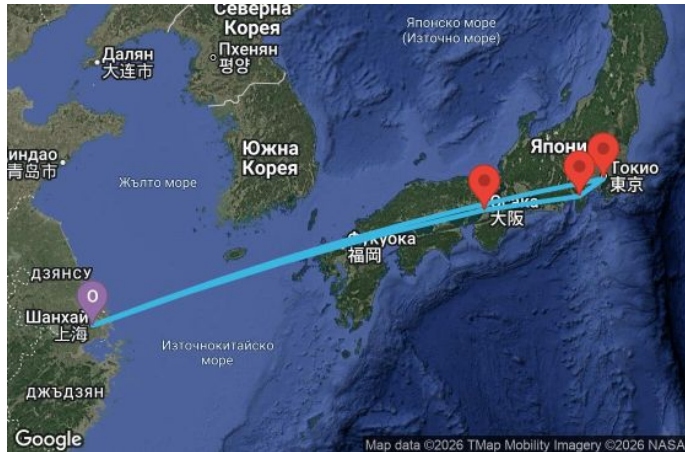 Северна
Корея
Далян
大连市
Пхенян
평양
Японско море
(Източно море)
Южна
Корея
индао
青岛市
Жълто море
Япони
Токио
東京
Осака
大阪
Фукуока
福岡
ДЗЯНСУ
О
Шанхай
上海
Източнокитайско
море
ДЖЪДЗЯН
Google
Map data ©2026 TMap Mobility Imagery ©2026 NASA